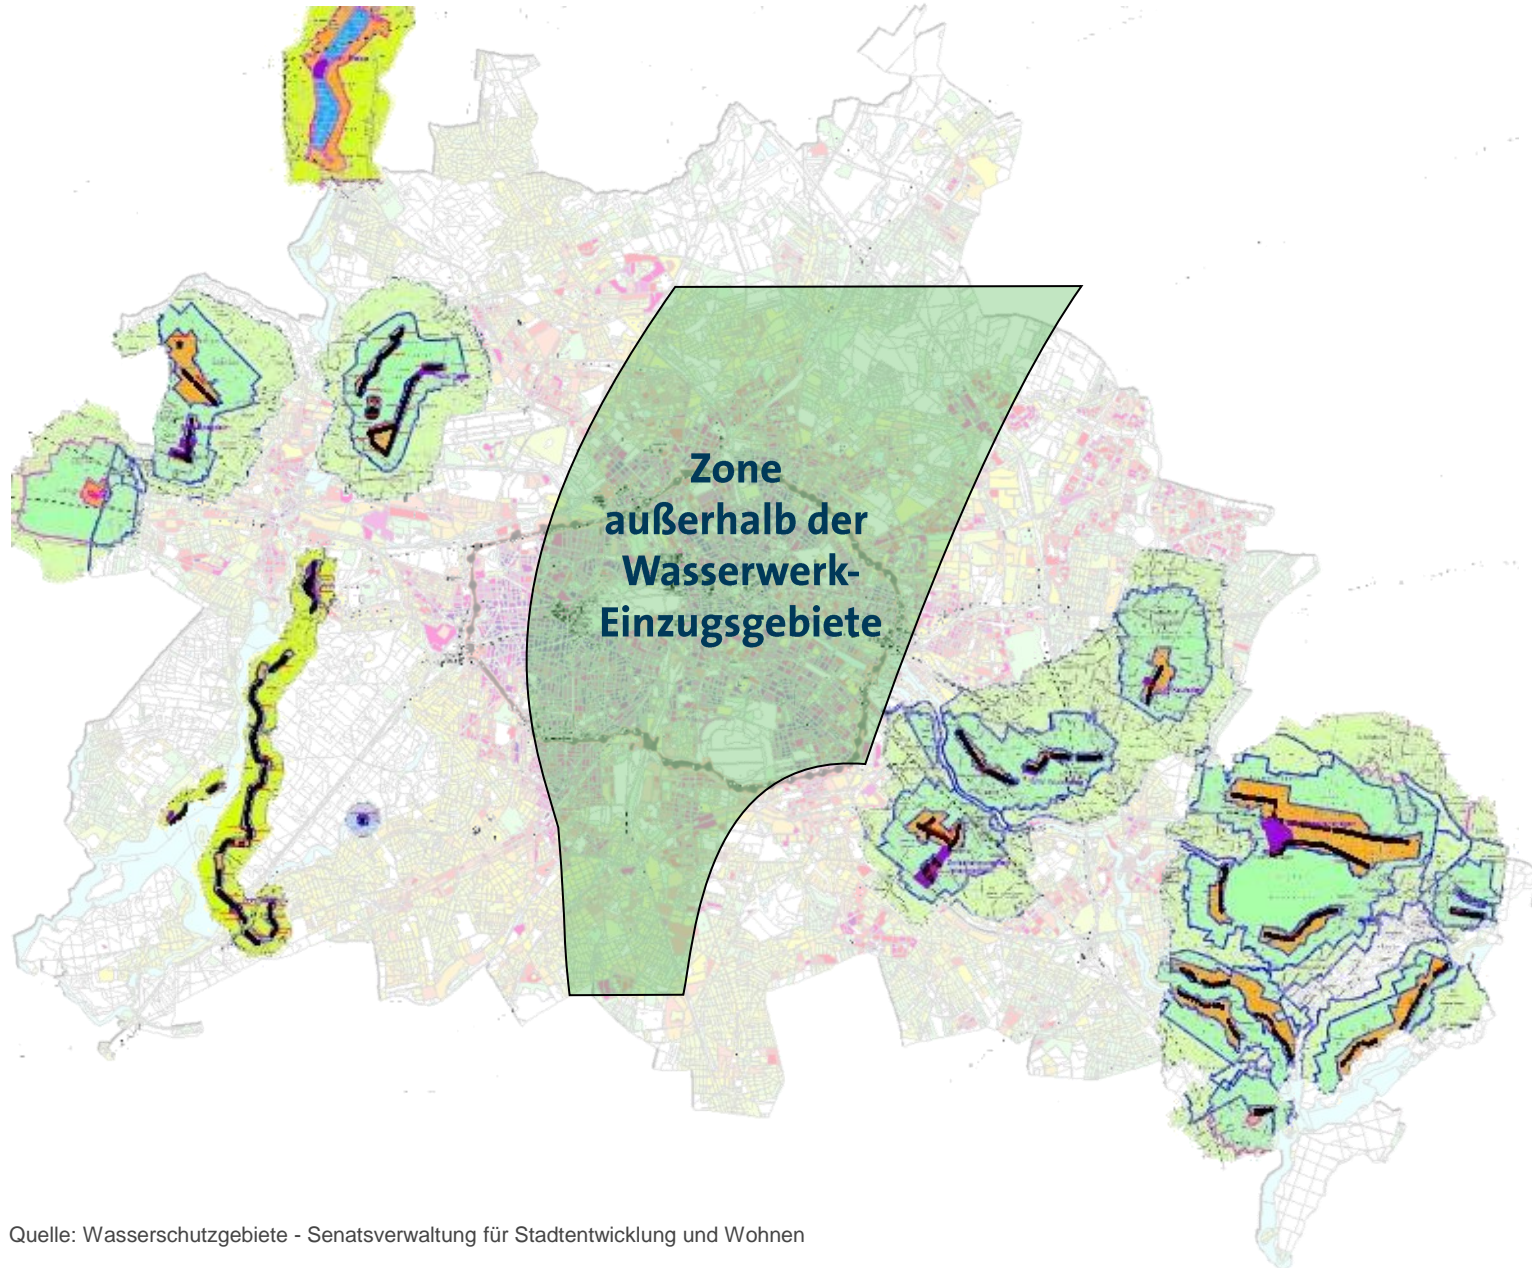 Zone
außerhalb der
Wasserwerk-
Einzugsgebiete
Quelle: Wasserschutzgebiete - Senatsverwaltung für Stadtentwicklung und Wohnen